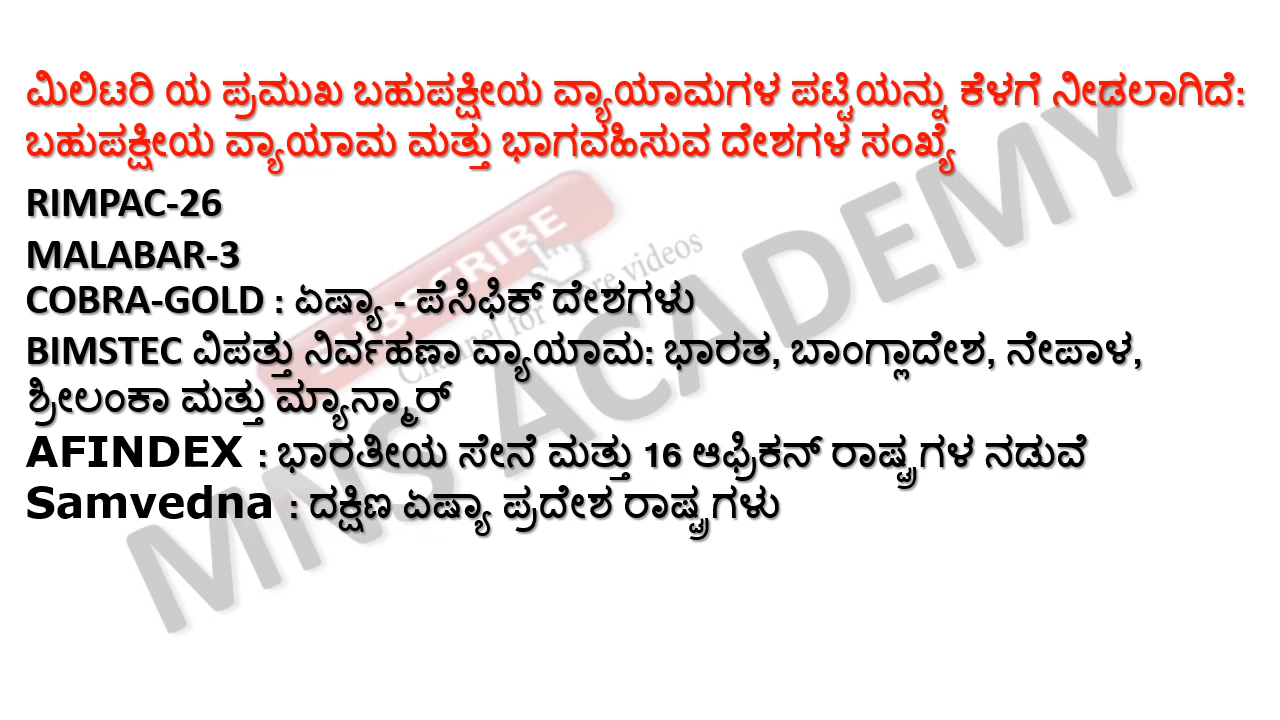 ಮಿಲಿಟರಿ ಯ ಪ್ರಮುಖ ಬಹುಪಕ್ಷೀಯ ವ್ಯಾಯಾಮಗಳ ಪಟ್ಟಿಯನ್ನು ಕೆಳಗೆ ನೀಡಲಾಗಿದೆ:
ಬಹುಪಕ್ಷೀಯ ವ್ಯಾಯಾಮ ಮತ್ತು ಭಾಗವಹಿಸುವ ದೇಶಗಳ ಸಂಖ್ಯೆ
RIMPAC-26
MALABAR-3
COBRA-GOLD : ಏಷ್ಯಾ - ಪೆಸಿಫಿಕ್ ದೇಶಗಳು
BIMSTEC ವಿಪತ್ತು ನಿರ್ವಹಣಾ ವ್ಯಾಯಾಮ: ಭಾರತ, ಬಾಂಗ್ಲಾದೇಶ, ನೇಪಾಳ,
ಶ್ರೀಲಂಕಾ ಮತ್ತು ಮ್ಯಾನ್ಮಾರ್
AFINDEX : ಭಾರತೀಯ ಸೇನೆ ಮತ್ತು 16 ಆಫ್ರಿಕನ್ ರಾಷ್ಟ್ರಗಳ ನಡುವೆ
Samvedna : ದಕ್ಷಿಣ ಏಷ್ಯಾ ಪ್ರದೇಶ ರಾಷ್ಟ್ರಗಳು
SUBSCRIBE
MNS ACADEMY